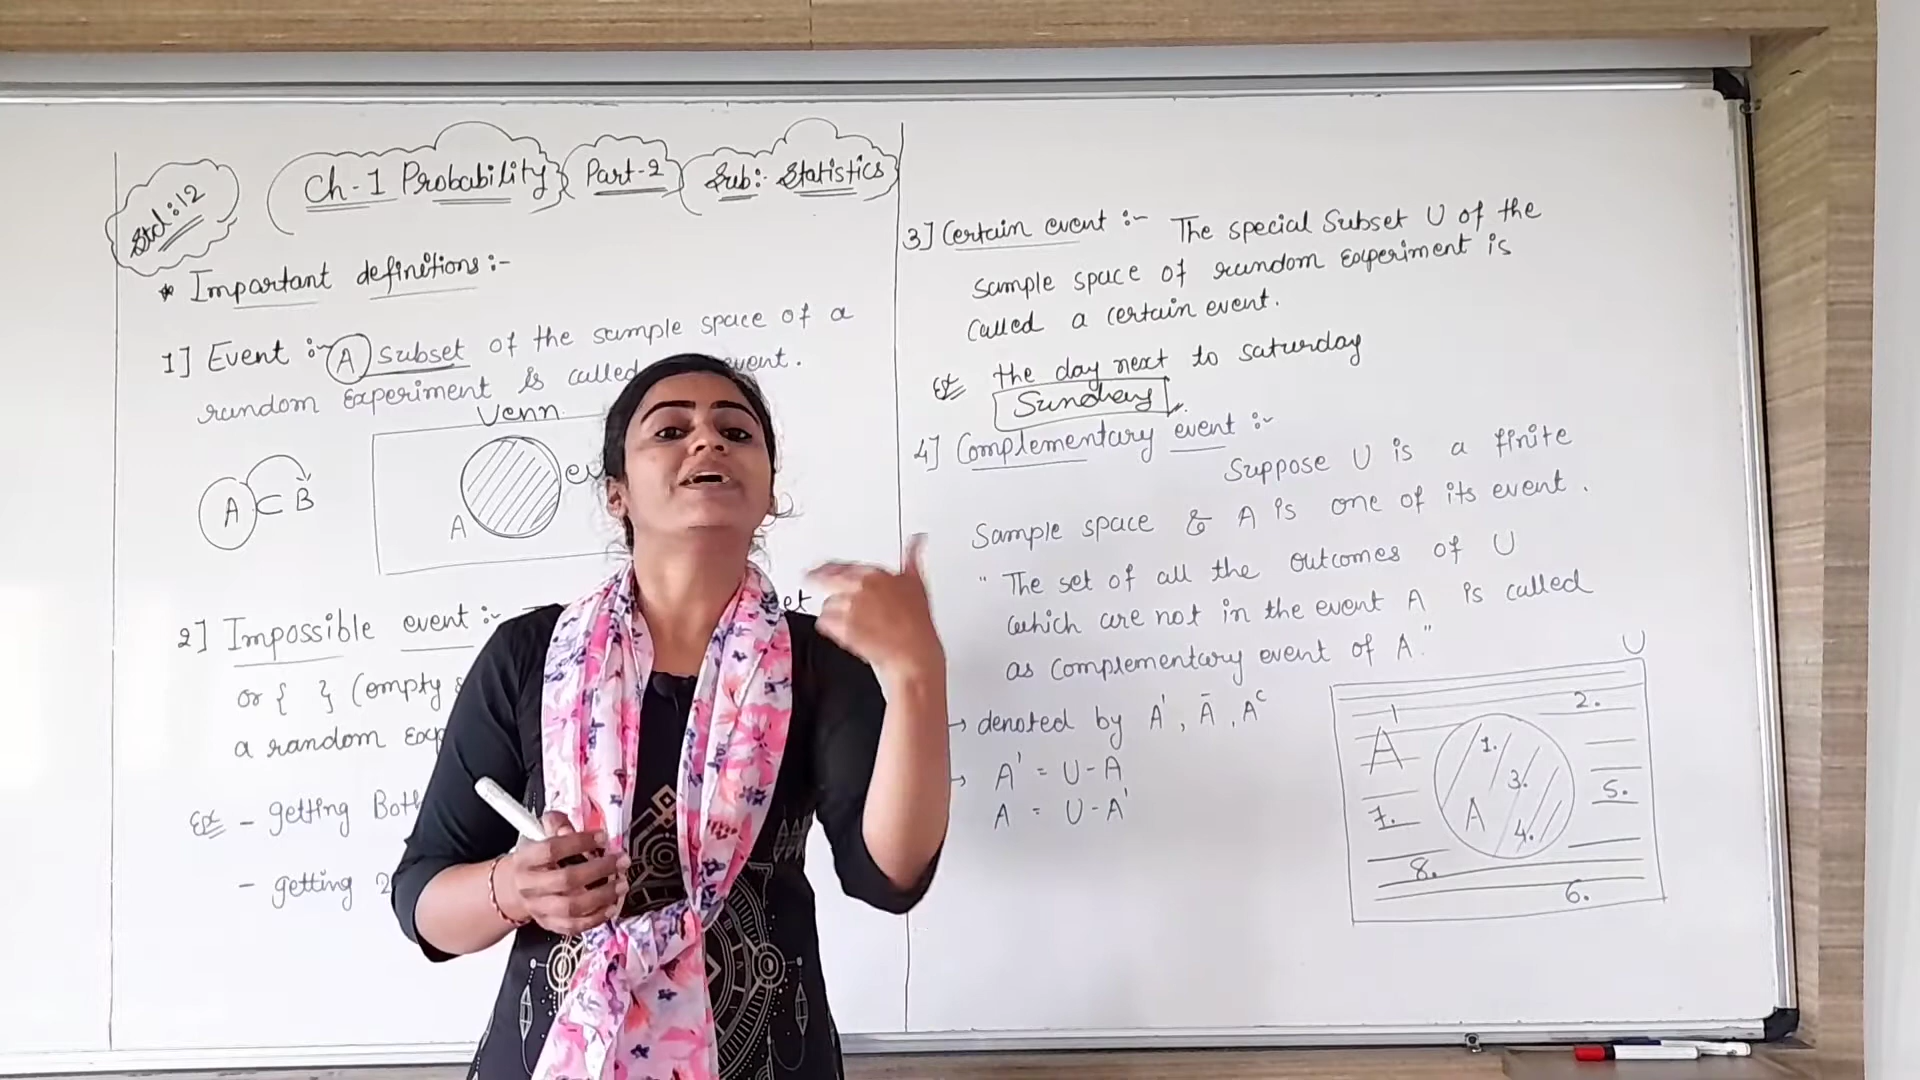 Std:12
Ch-1 Probability Part-2 Sub:- Statistics
* Important definitions :-
1] Event :- A subset of the sample space of a
random Experiment is called event.
Venn
A ⊂ B
A
2] Impossible event :-
et
or { } (empty
a random Exp
Ex - getting Both
- getting 2
3] Certain event :- The special Subset U of the
Sample space of random experiment is
Called a certain event.
Ex the day next to saturday
Sunday
4] Complementary event :-
Suppose U is a finite
Sample space & A is one of its event.
" The set of all the outcomes of U
which are not in the event A is called
as complementary event of A."
→ denoted by A', Ā, Aᶜ
→ A' = U-A
A = U-A'
U
A'
2.
1.
3.
5.
A
4.
7.
8.
6.